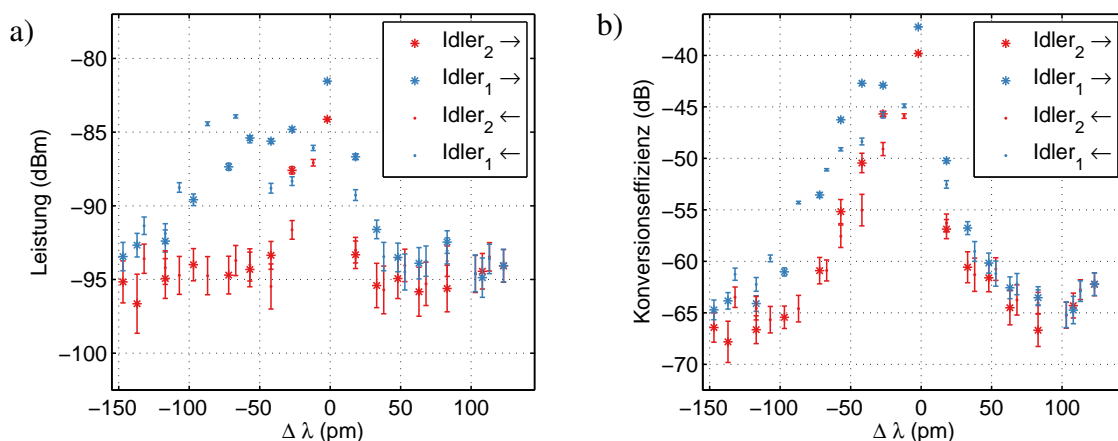 a)
Leistung (dBm)
−80
−85
−90
−95
−100
−150
−100
−50
0
50
100
Δ λ (pm)
Idler2 →
Idler1 →
Idler2 ←
Idler1 ←
b)
Konversionseffizienz (dB)
−40
−45
−50
−55
−60
−65
−70
−150
−100
−50
0
50
100
Δ λ (pm)
Idler2 →
Idler1 →
Idler2 ←
Idler1 ←